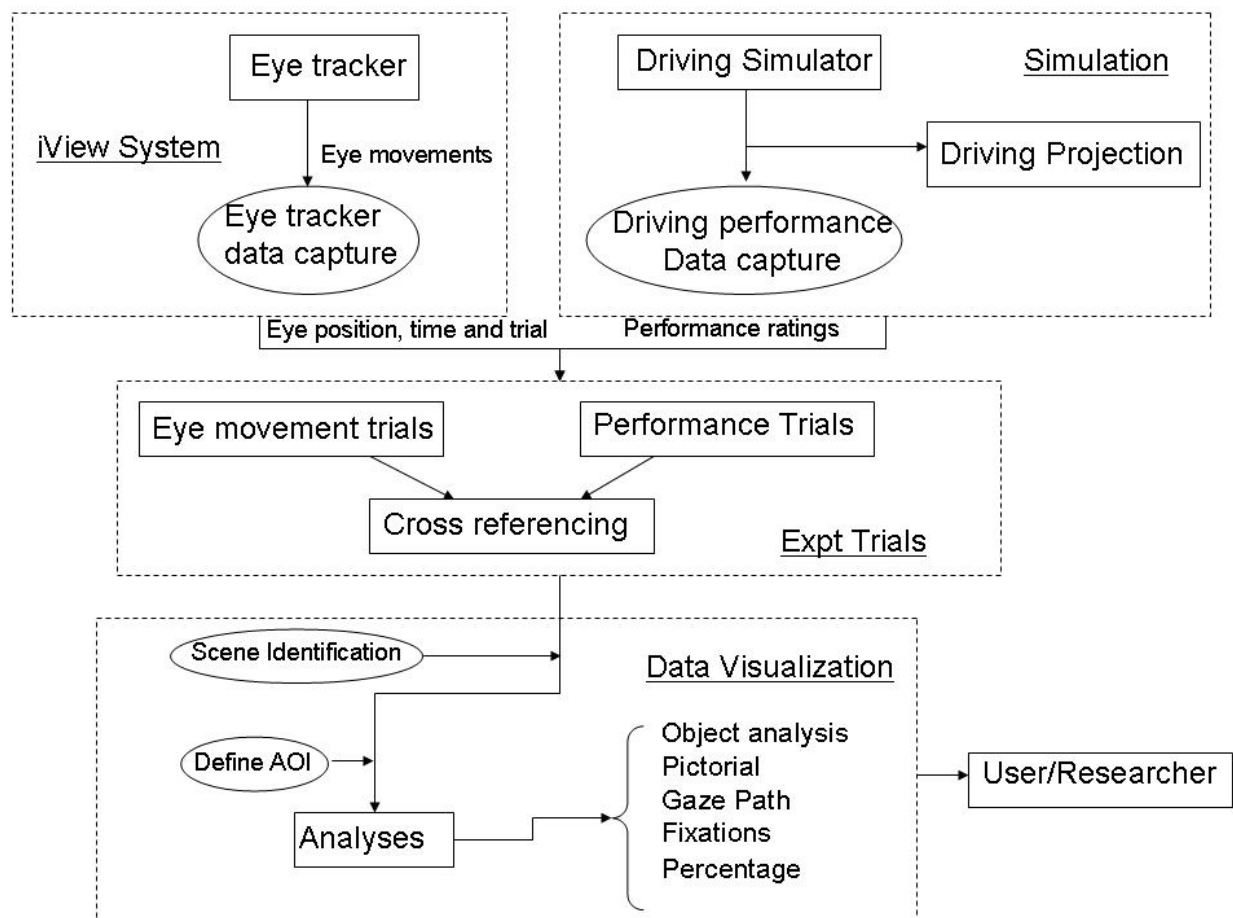 Eye tracker
iView System
Eye movements
Eye tracker
data capture
Driving Simulator
Simulation
Driving Projection
Driving performance
Data capture
Eye position, time and trial
Performance ratings
Eye movement trials
Performance Trials
Cross referencing
Expt Trials
Scene Identification
Data Visualization
Define AOI
Analyses
Object analysis
Pictorial
Gaze Path
Fixations
Percentage
User/Researcher